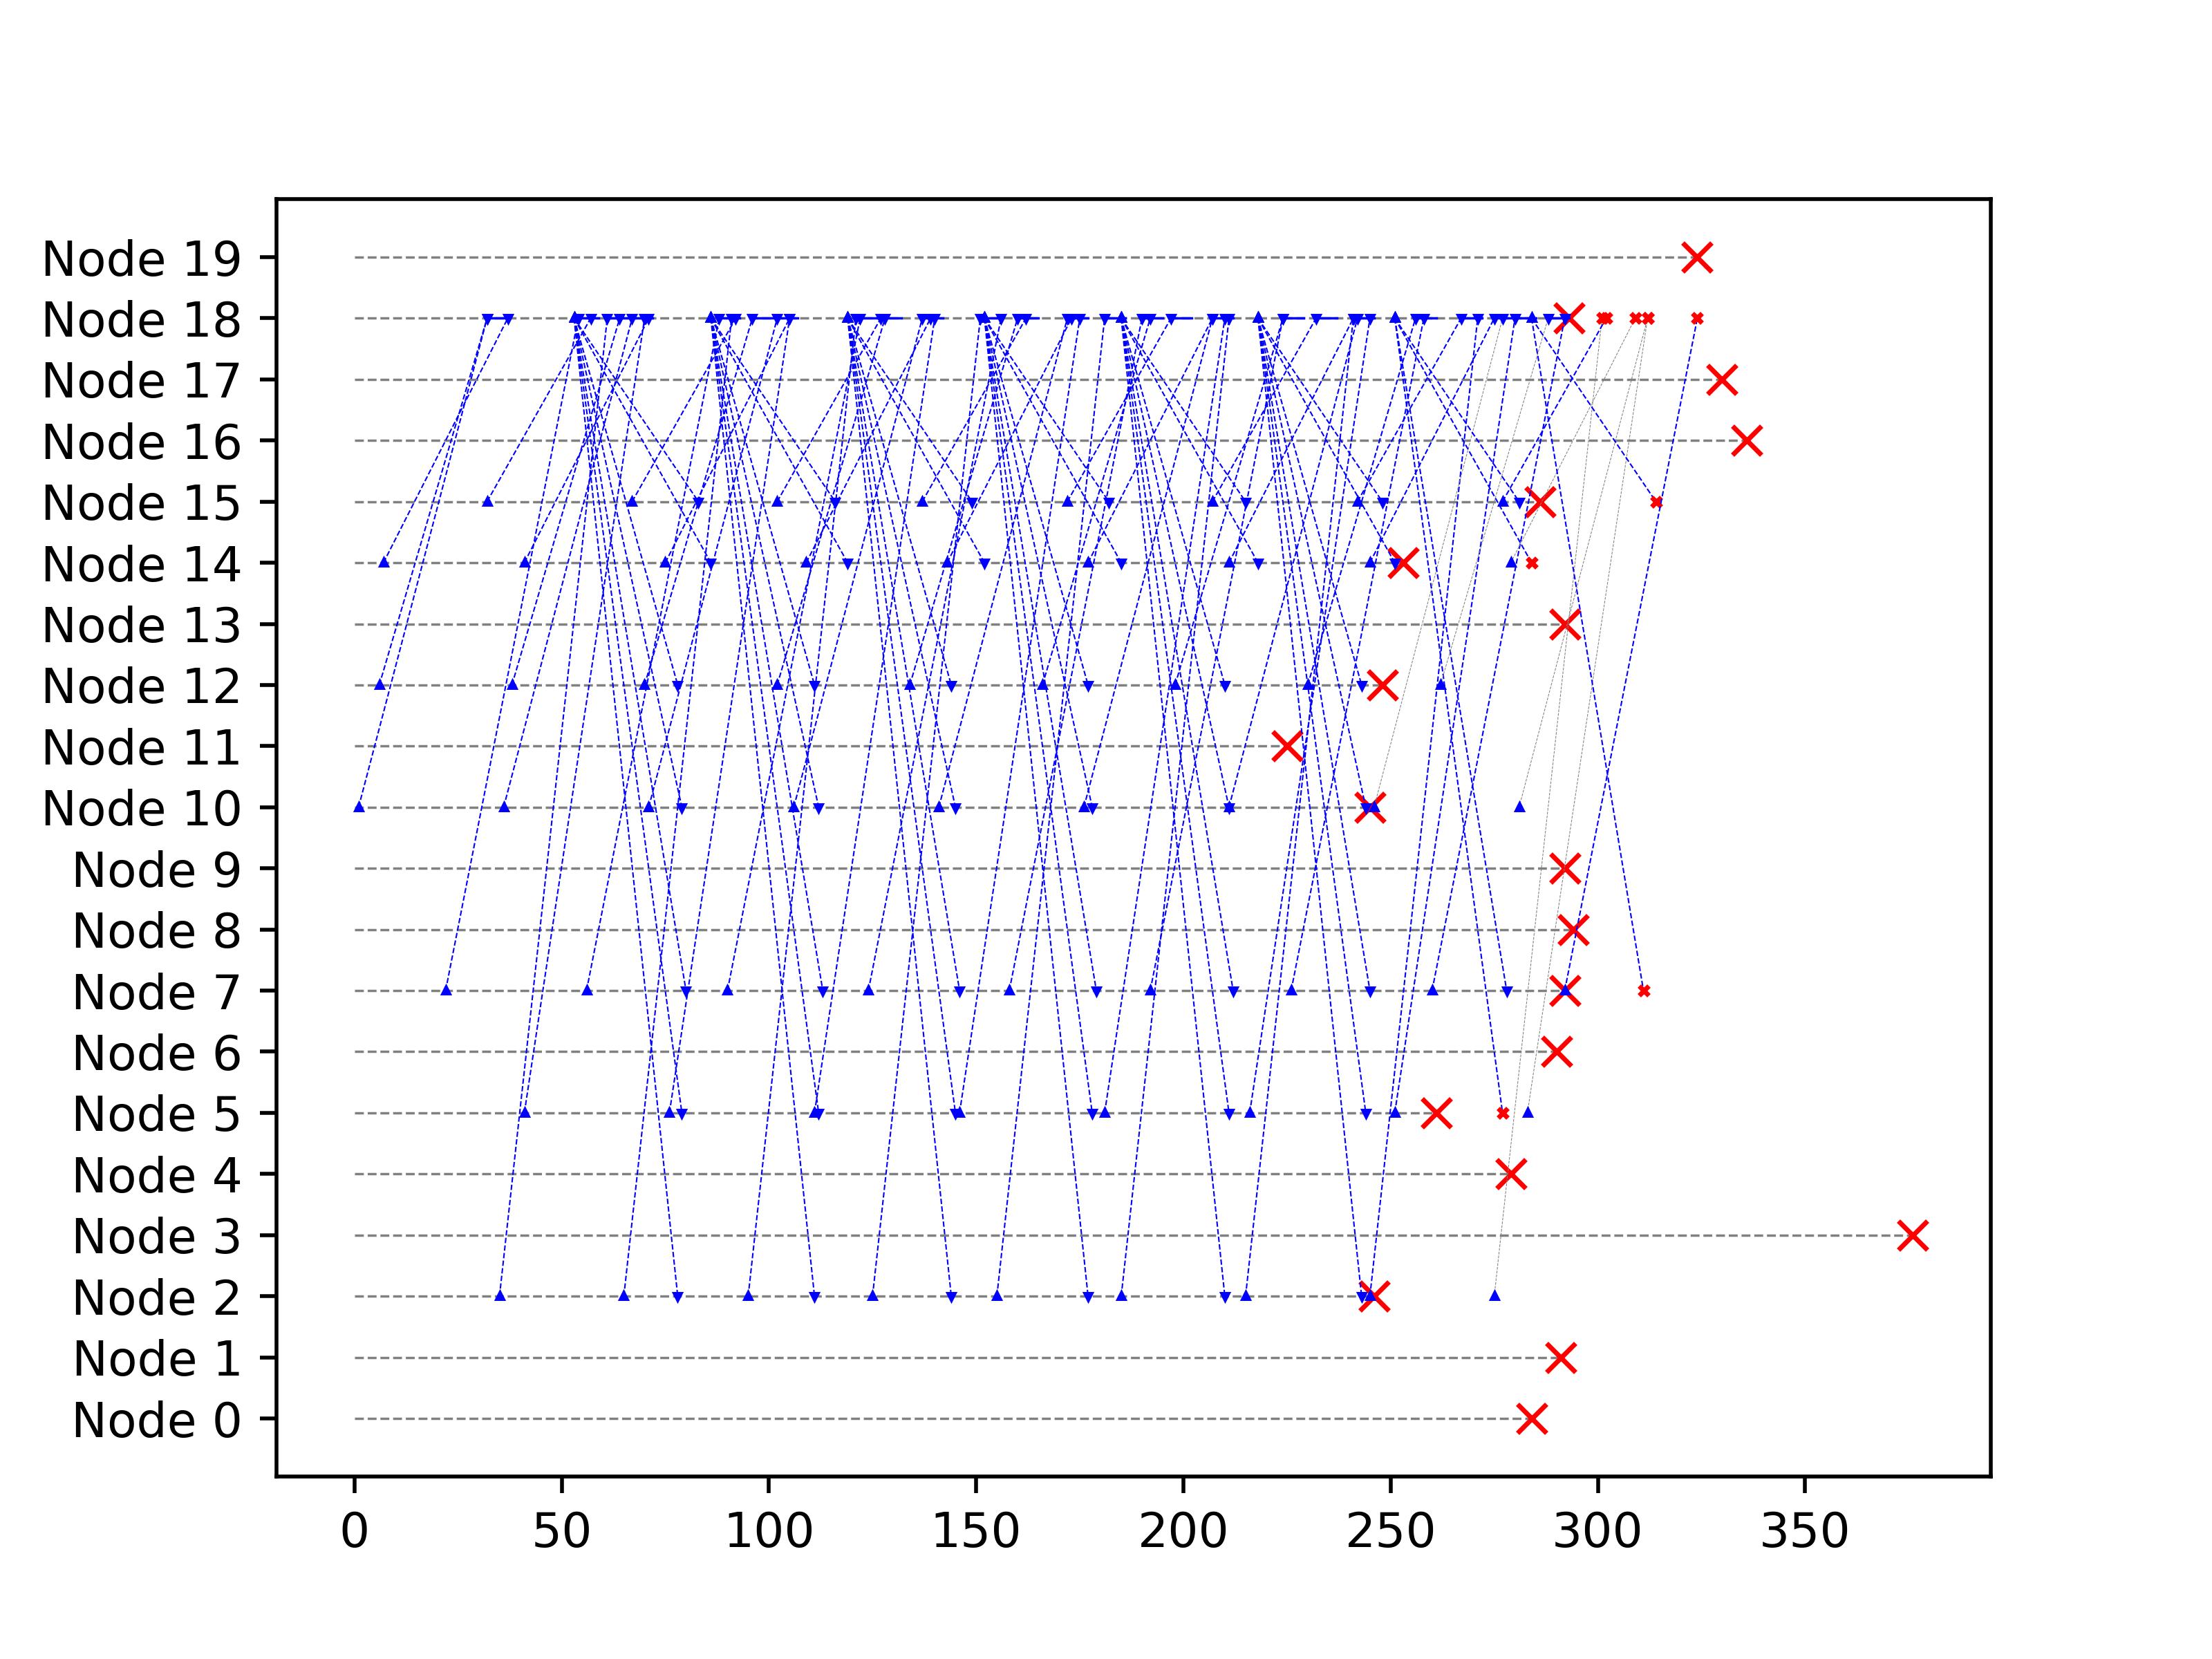 Node 19
Node 18
Node 17
Node 16
Node 15
Node 14
Node 13
Node 12
Node 11
Node 10
Node 9
Node 8
Node 7
Node 6
Node 5
Node 4
Node 3
Node 2
Node 1
Node 0
0 50 100 150 200 250 300 350